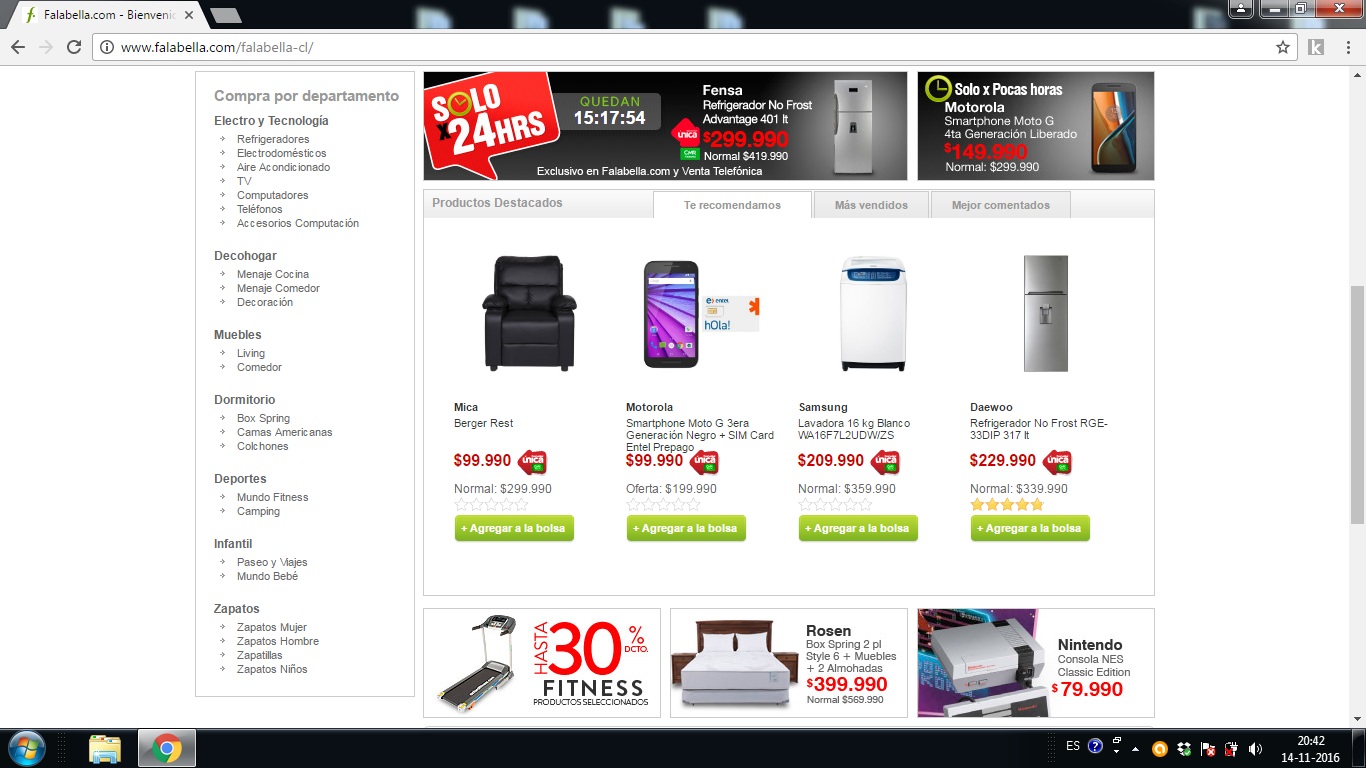 Falabella.com - Bienvenid
www.falabella.com/falabella-cl/
Compra por departamento
Electro y Tecnología
Refrigeradores
Electrodomésticos
Aire Acondicionado
TV
Computadores
Teléfonos
Accesorios Computación
Decohogar
Menaje Cocina
Menaje Comedor
Decoración
Muebles
Living
Comedor
Dormitorio
Box Spring
Camas Americanas
Colchones
Deportes
Mundo Fitness
Camping
Infantil
Paseo y Viajes
Mundo Bebé
Zapatos
Zapatos Mujer
Zapatos Hombre
Zapatillas
Zapatos Niños
SOLO
x24HRS
QUEDAN
15:17:54
Fensa
Refrigerador No Frost
Advantage 401 lt
única
CMR
$299.990
Normal $419.990
Exclusivo en Falabella.com y Venta Telefónica
Solo x Pocas horas
Motorola
Smartphone Moto G
4ta Generación Liberado
$149.990
Normal: $299.990
Productos Destacados
Te recomendamos
Más vendidos
Mejor comentados
entel
hOla!
Mica
Berger Rest
$99.990 única
Normal: $299.990
+ Agregar a la bolsa
Motorola
Smartphone Moto G 3era
Generación Negro + SIM Card
Entel Prepago
$99.990 única
Oferta: $199.990
+ Agregar a la bolsa
Samsung
Lavadora 16 kg Blanco
WA16F7L2UDW/ZS
$209.990 única
Normal: $359.990
+ Agregar a la bolsa
Daewoo
Refrigerador No Frost RGE-
33DIP 317 lt
$229.990 única
Normal: $339.990
+ Agregar a la bolsa
HASTA
30%
DCTO.
FITNESS
PRODUCTOS SELECCIONADOS
Rosen
Box Spring 2 pl
Style 6 + Muebles
+ 2 Almohadas
$399.990
Normal $569.990
Nintendo
Consola NES
Classic Edition
$79.990
ES
20:42
14-11-2016